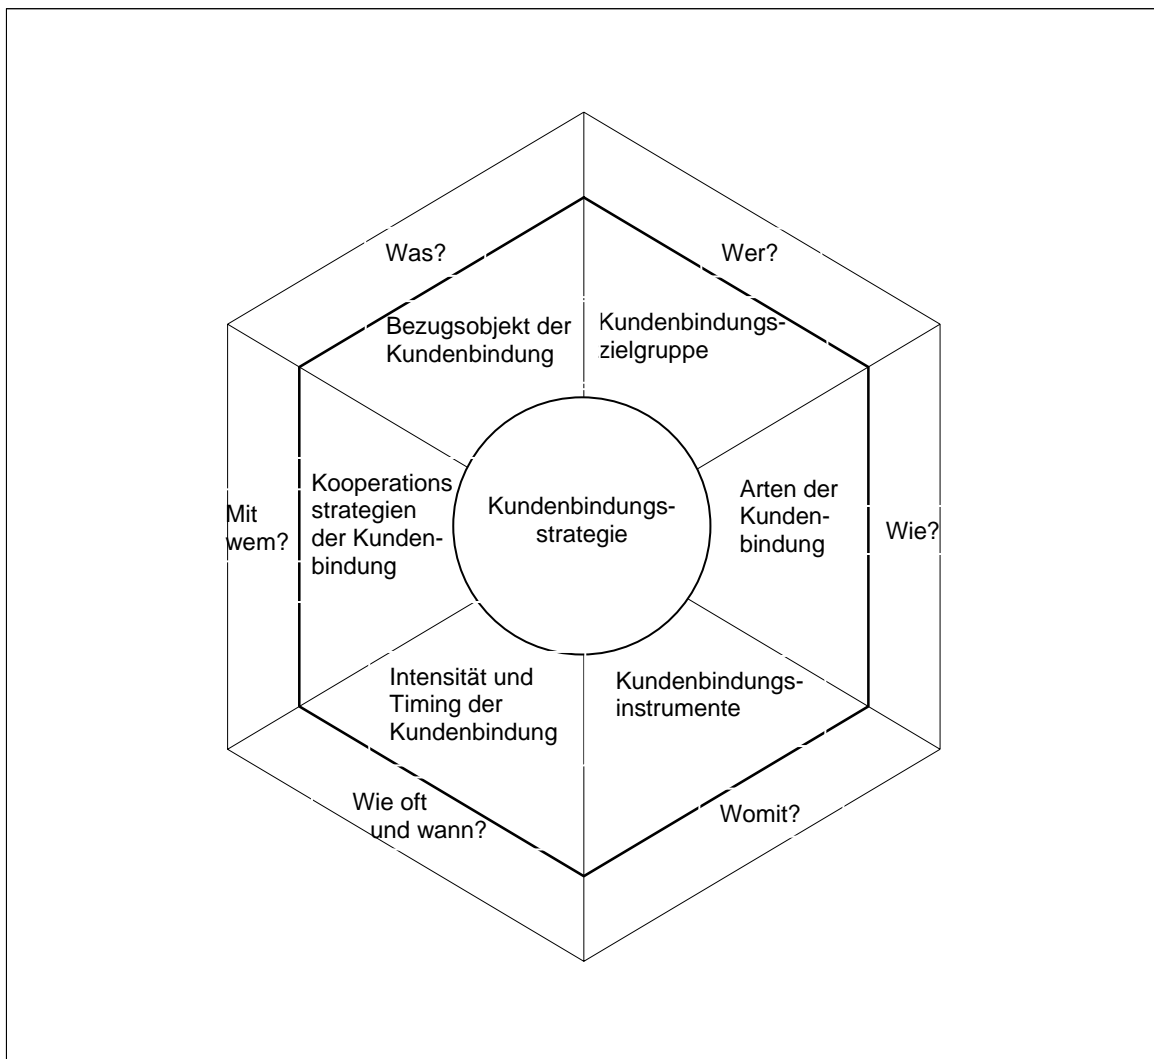 Was?
Wer?
Bezugsobjekt der
Kundenbindung
Kundenbindungs-
zielgruppe
Mit
wem?
Kooperations
strategien
der Kunden-
bindung
Kundenbindungs-
strategie
Arten der
Kunden-
bindung
Wie?
Intensität und
Timing der
Kundenbindung
Kundenbindungs-
instrumente
Wie oft
und wann?
Womit?